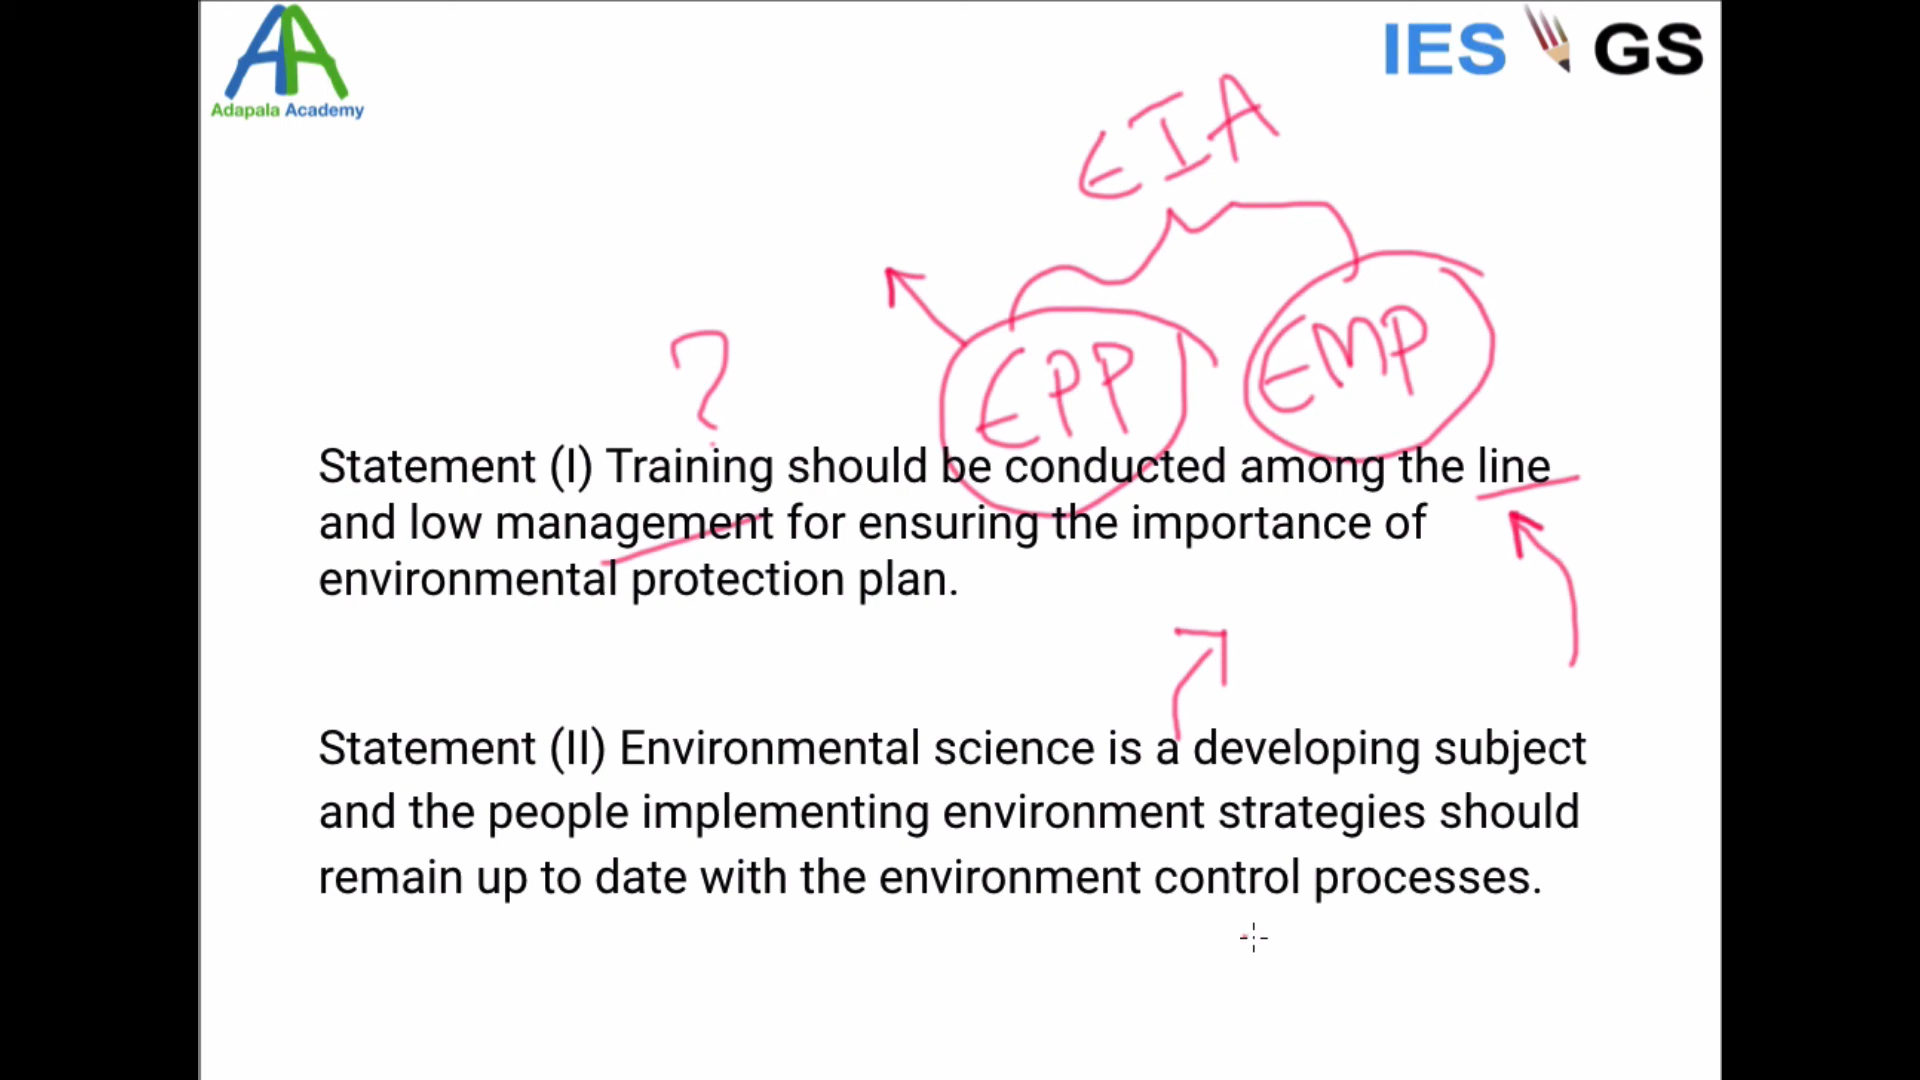 Adapala Academy
IES GS
EIA
?
EPP EMP
Statement (I) Training should be conducted among the line
and low management for ensuring the importance of
environmental protection plan.
Statement (II) Environmental science is a developing subject
and the people implementing environment strategies should
remain up to date with the environment control processes.